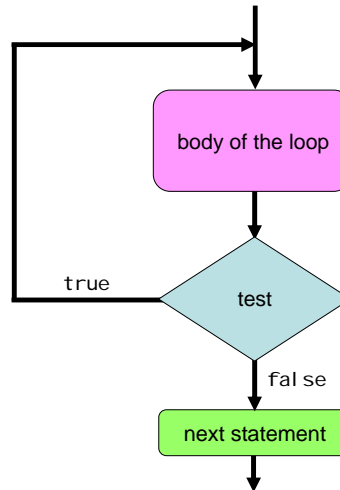 body of the loop
true
test
false
next statement